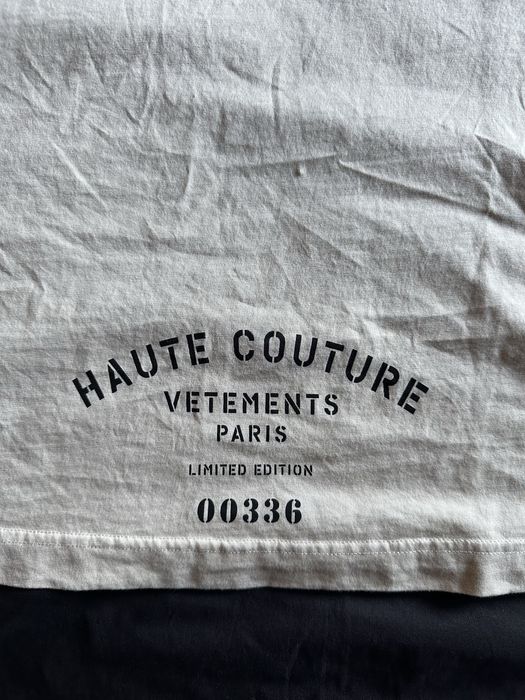 HAUTE COUTURE
VETEMENTS
PARIS
LIMITED EDITION
00336